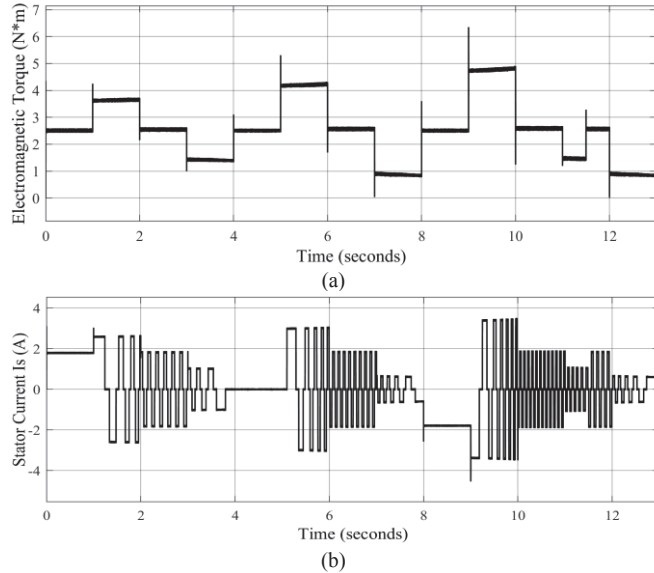 Electromagnetic Torque (N*m)
7
6
5
4
3
2
1
0
0 2 4 6 8 10 12
Time (seconds)
(a)
Stator Current Is (A)
4
2
0
-2
-4
0 2 4 6 8 10 12
Time (seconds)
(b)